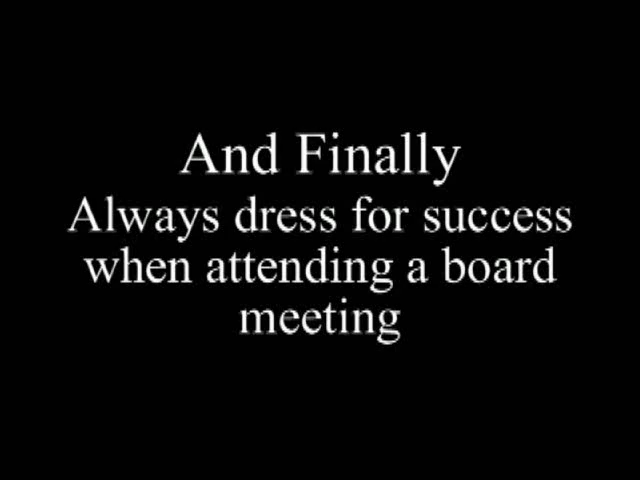 And Finally
Always dress for success
when attending a board
meeting